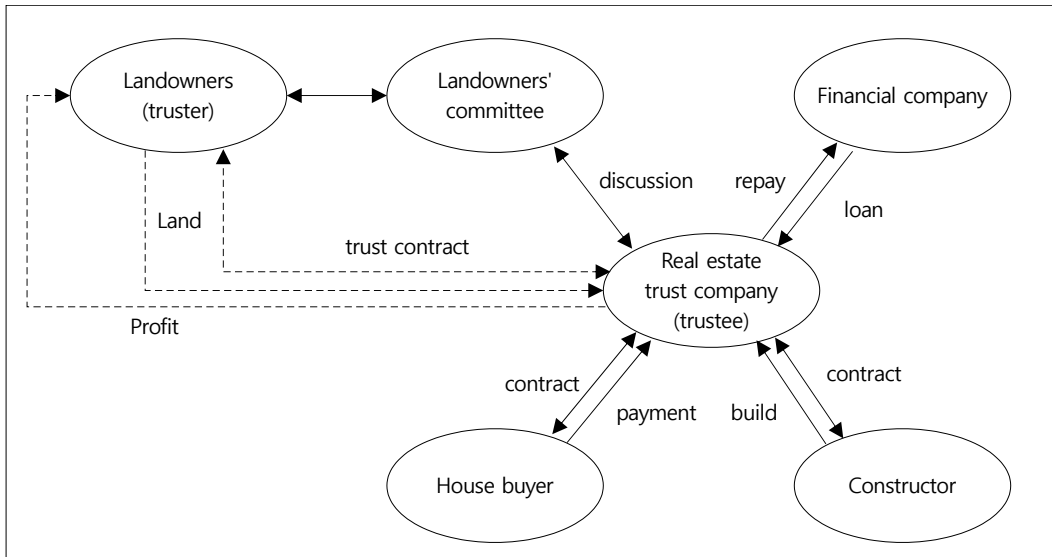 Landowners
(truster)
Landowners'
committee
Financial company
discussion
repay
loan
Land
trust contract
Real estate
trust company
(trustee)
Profit
contract
payment
build
contract
House buyer
Constructor